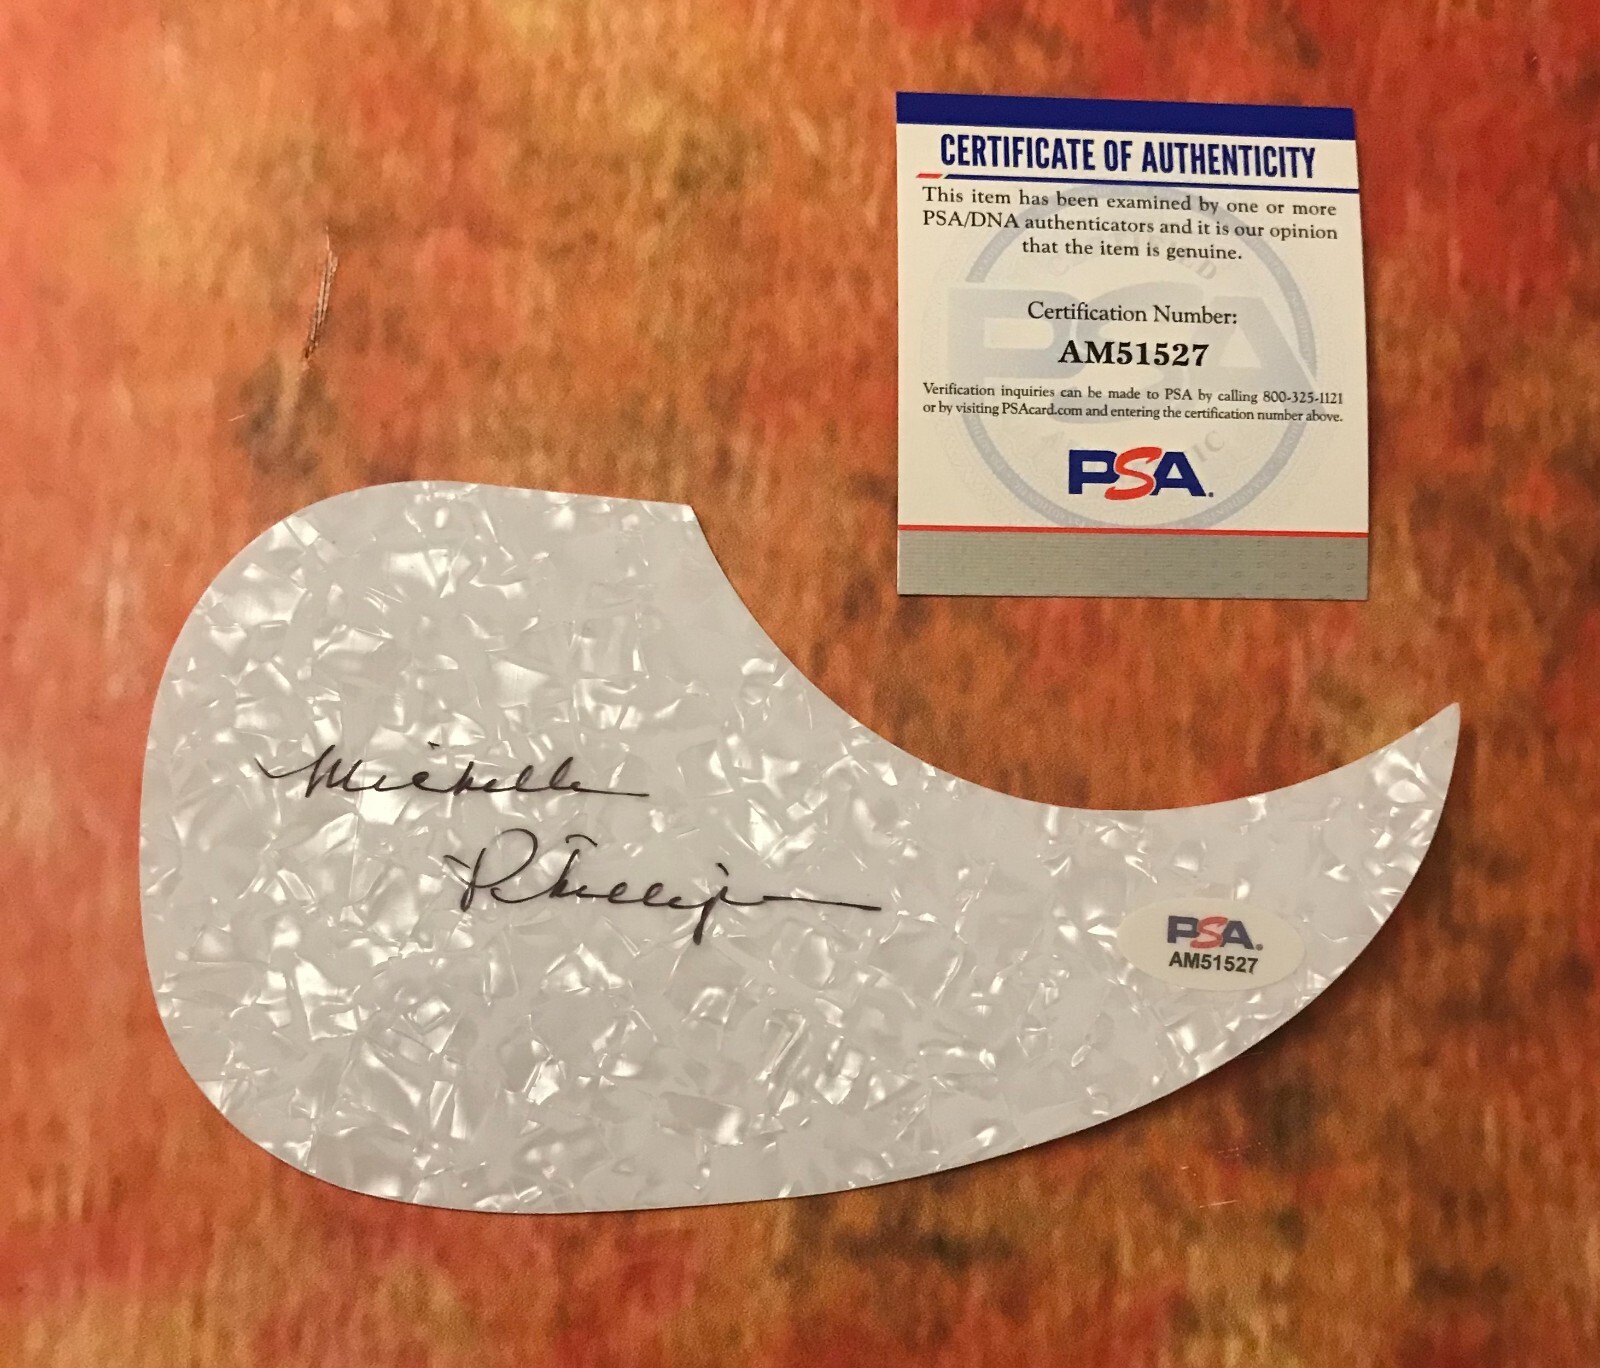 CERTIFICATE OF AUTHENTICITY
This item has been examined by one or more
PSA/DNA authenticators and it is our opinion
that the item is genuine.
Certification Number:
AM51527
Verification inquiries can be made to PSA by calling 800-325-1121
or by visiting PSAcard.com and entering the certification number above.
PSA.
Michelle
Phillips
PSA.
AM51527